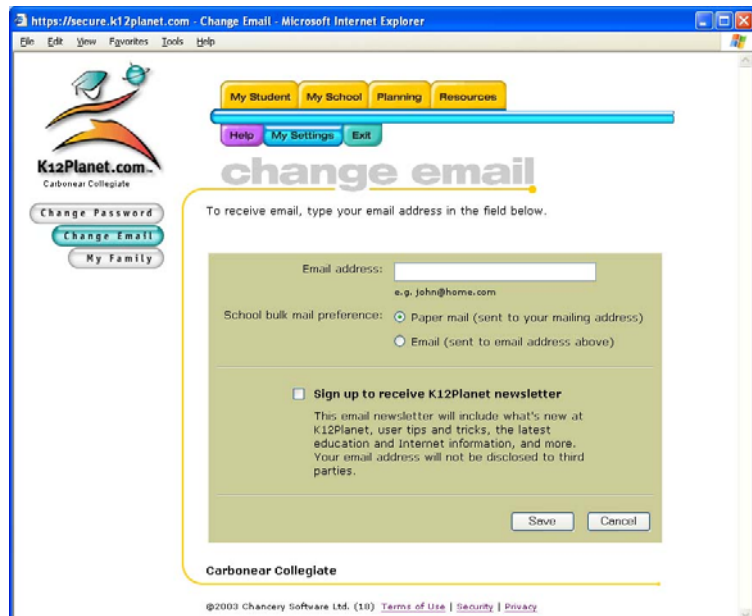 https://secure.k12planet.com - Change Email - Microsoft Internet Explorer
File Edit View Favorites Tools Help
My Student My School Planning Resources
Help My Settings Exit
K12Planet.com™
Carbonear Collegiate
change email
Change Password
Change Email
My Family
To receive email, type your email address in the field below.
Email address:
e.g. john@home.com
School bulk mail preference: Paper mail (sent to your mailing address)
Email (sent to email address above)
Sign up to receive K12Planet newsletter
This email newsletter will include what's new at
K12Planet, user tips and tricks, the latest
education and Internet information, and more.
Your email address will not be disclosed to third
parties.
Save Cancel
Carbonear Collegiate
©2003 Chancery Software Ltd. (18) Terms of Use | Security | Privacy